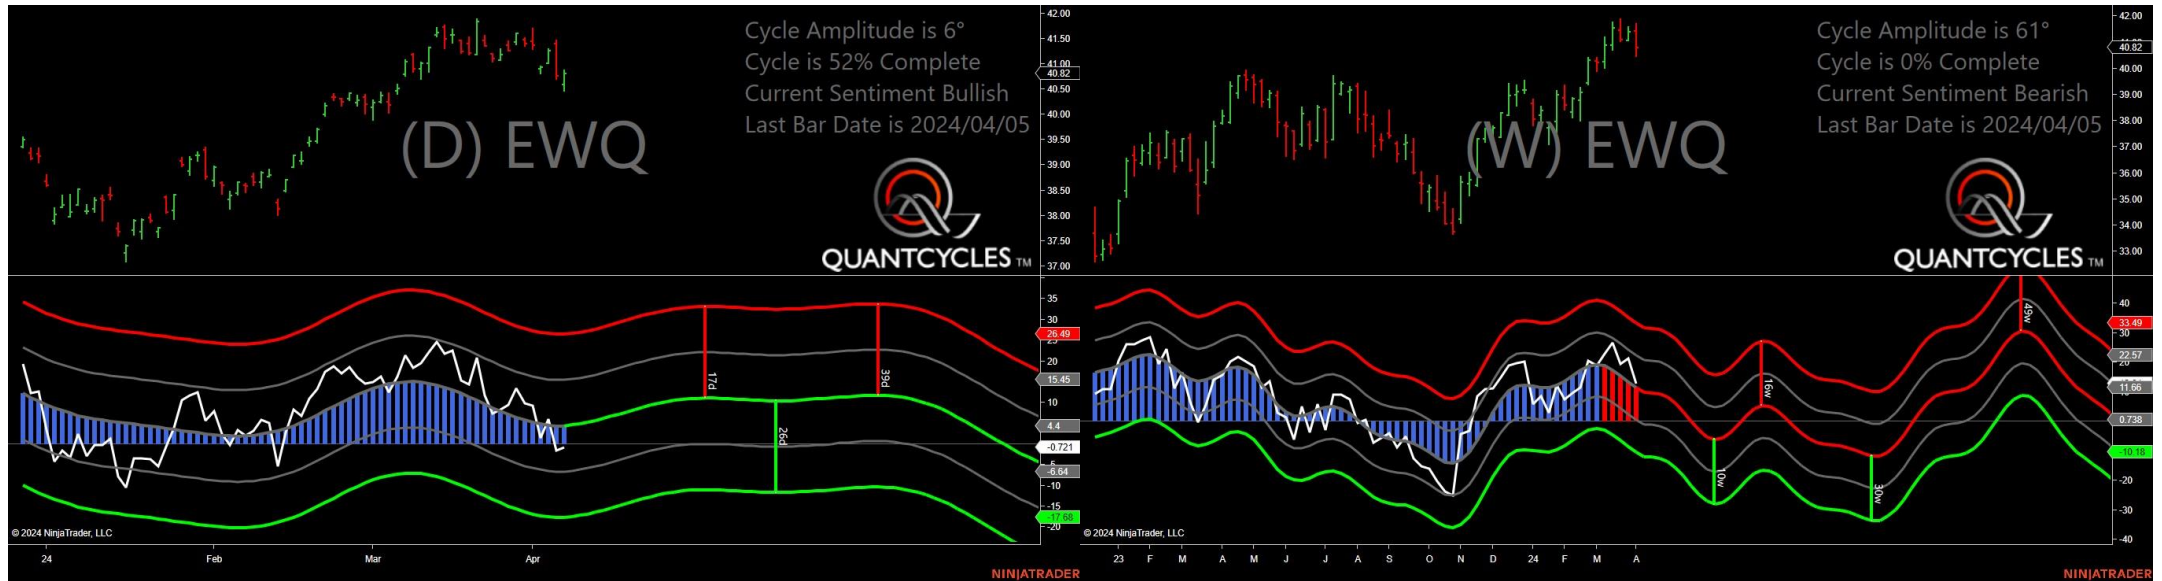 Cycle Amplitude is 6°
Cycle is 52% Complete
Current Sentiment Bullish
Last Bar Date is 2024/04/05
(D) EWQ
QUANTCYCLES TM
42.00
41.50
41.00
40.82
40.50
40.00
39.50
39.00
38.50
38.00
37.50
37.00
35
30
26.49
20
15.45
10
4.4
-0.721
-6.64
-10
-15
-17.68
-20
17d
26d
39d
© 2024 NinjaTrader, LLC
24 Feb Mar Apr
NINJATRADER
Cycle Amplitude is 61°
Cycle is 0% Complete
Current Sentiment Bearish
Last Bar Date is 2024/04/05
(W) EWQ
QUANTCYCLES TM
42.00
40.82
40.00
39.00
38.00
37.00
36.00
35.00
34.00
33.00
40
33.49
30
22.57
20
11.66
0.738
-10.18
-20
-30
-40
10w
16w
30w
49w
© 2024 NinjaTrader, LLC
23 F M A M J J A S O N D 24 F M A
NINJATRADER